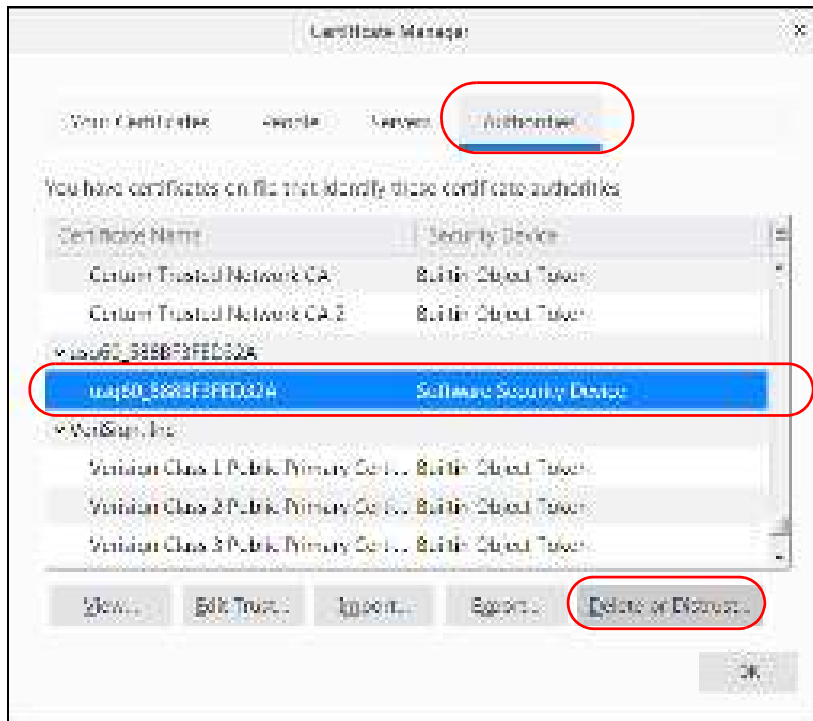 Certificate Manager
Your Certificates People Servers Authorities
You have certificates on file that identify these certificate authorities
Certificate Name Security Device
Certum Trusted Network CA Builtin Object Token
Certum Trusted Network CA 2 Builtin Object Token
Software Security Device
VeriSign, Inc.
Verisign Class 1 Public Primary Cert... Builtin Object Token
Verisign Class 2 Public Primary Cert... Builtin Object Token
Verisign Class 3 Public Primary Cert... Builtin Object Token
View... Edit Trust... Import... Export... Delete or Distrust...
OK